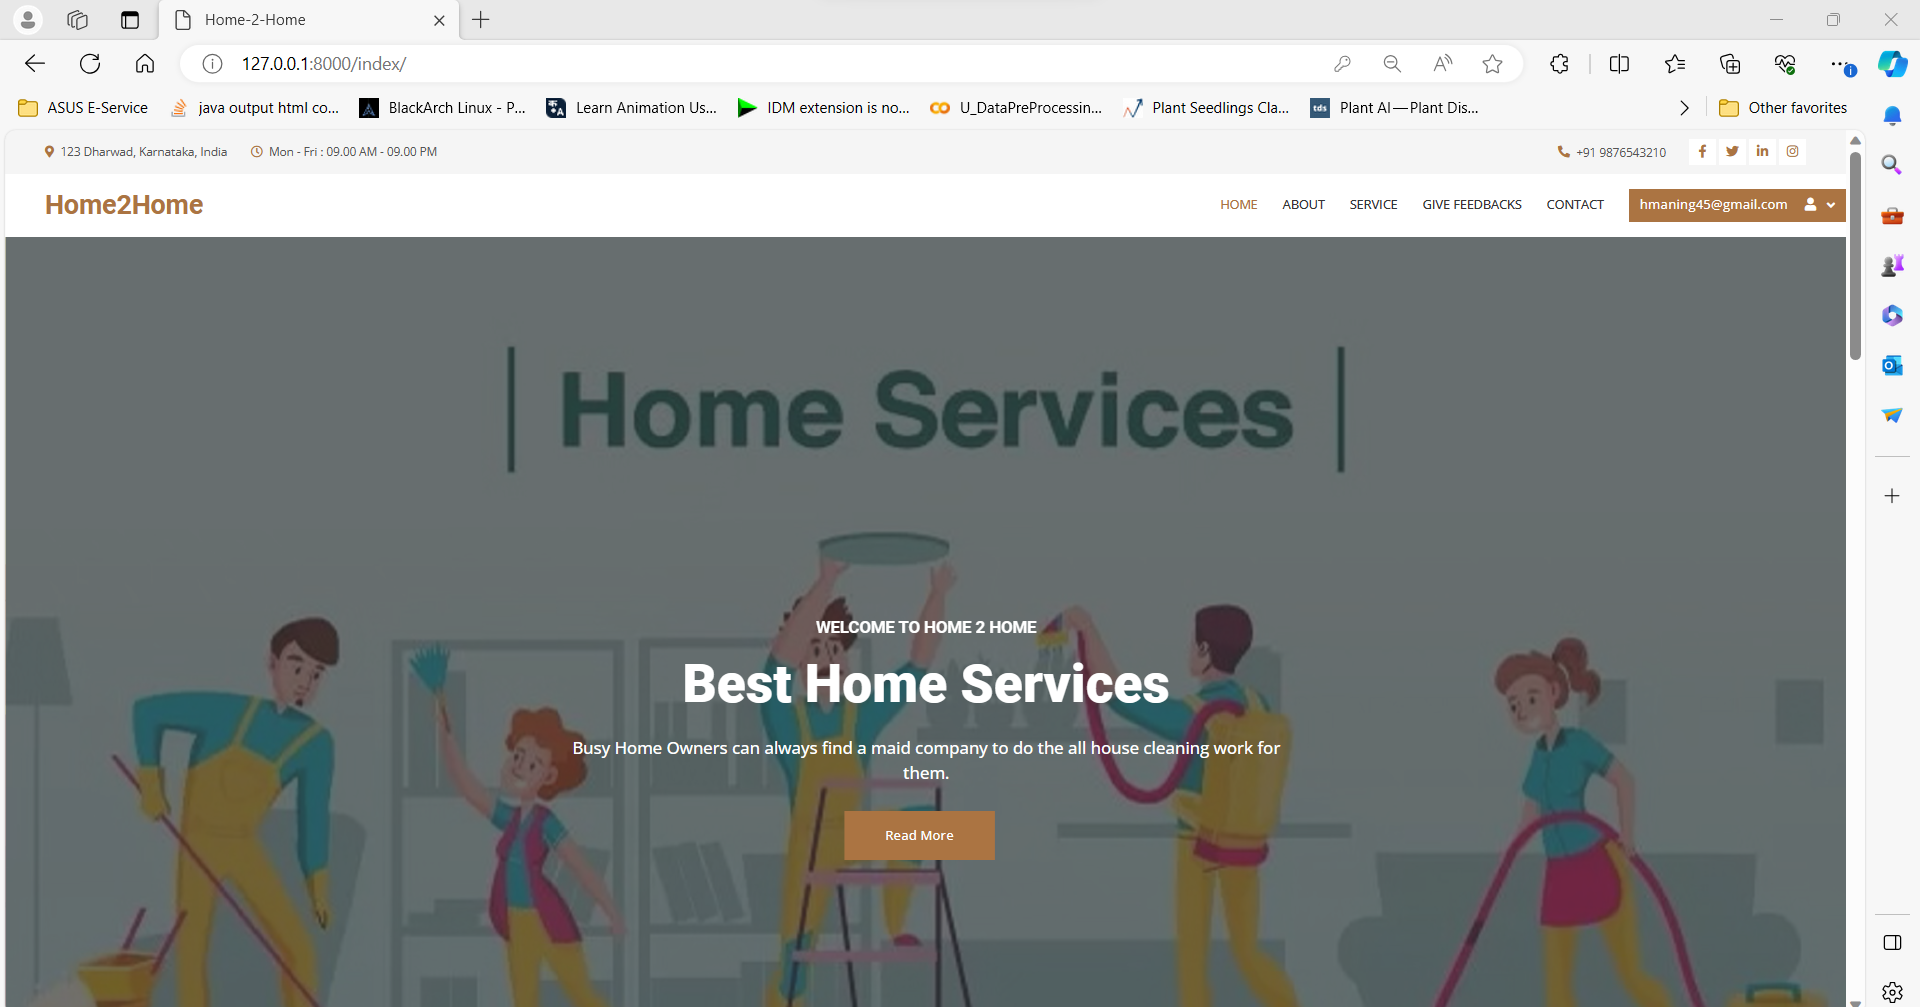 Home-2-Home
127.0.0.1:8000/index/
ASUS E-Service java output html co... BlackArch Linux - P... Learn Animation Us... IDM extension is no... U_DataPreProcessin... Plant Seedlings Cla... tds Plant AI — Plant Dis... Other favorites
123 Dharwad, Karnataka, India Mon - Fri : 09.00 AM - 09.00 PM +91 9876543210
Home2Home HOME ABOUT SERVICE GIVE FEEDBACKS CONTACT hmaning45@gmail.com
Home Services
WELCOME TO HOME 2 HOME
Best Home Services
Busy Home Owners can always find a maid company to do the all house cleaning work for
them.
Read More